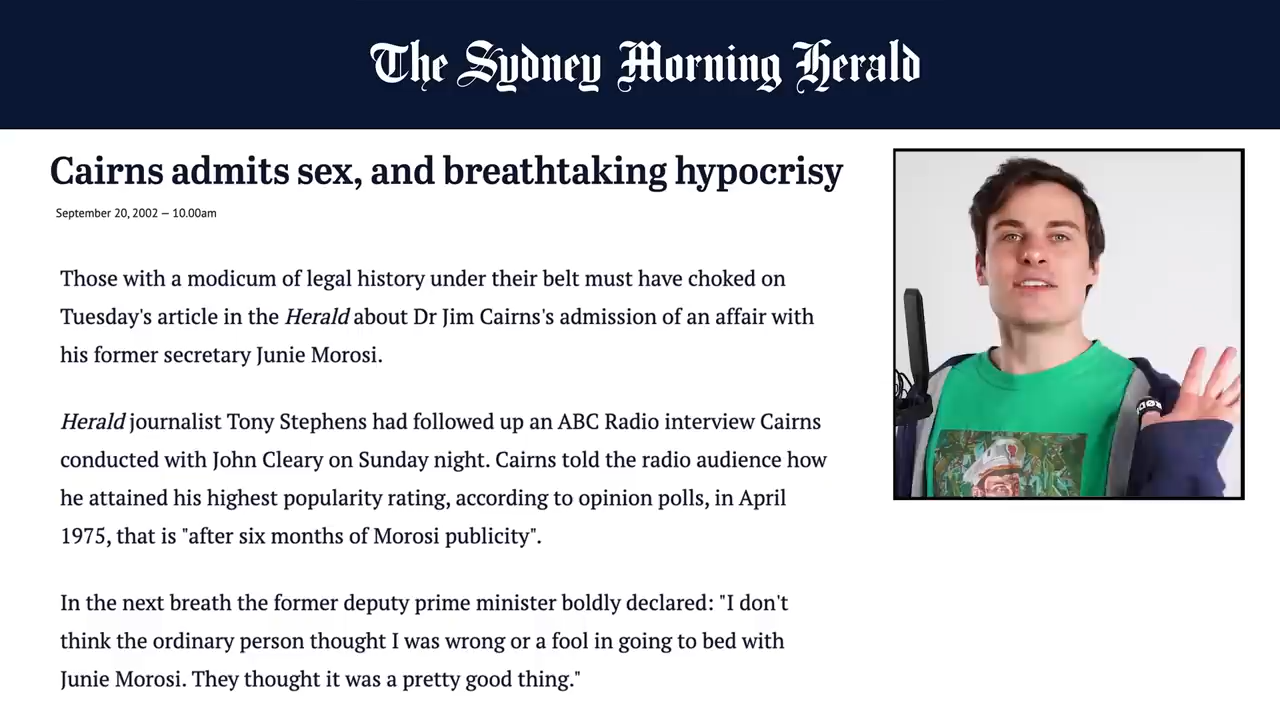 The Sydney Morning Herald
Cairns admits sex, and breathtaking hypocrisy
September 20, 2002 — 10.00am
Those with a modicum of legal history under their belt must have choked on
Tuesday's article in the Herald about Dr Jim Cairns's admission of an affair with
his former secretary Junie Morosi.
Herald journalist Tony Stephens had followed up an ABC Radio interview Cairns
conducted with John Cleary on Sunday night. Cairns told the radio audience how
he attained his highest popularity rating, according to opinion polls, in April
1975, that is "after six months of Morosi publicity".
In the next breath the former deputy prime minister boldly declared: "I don't
think the ordinary person thought I was wrong or a fool in going to bed with
Junie Morosi. They thought it was a pretty good thing."